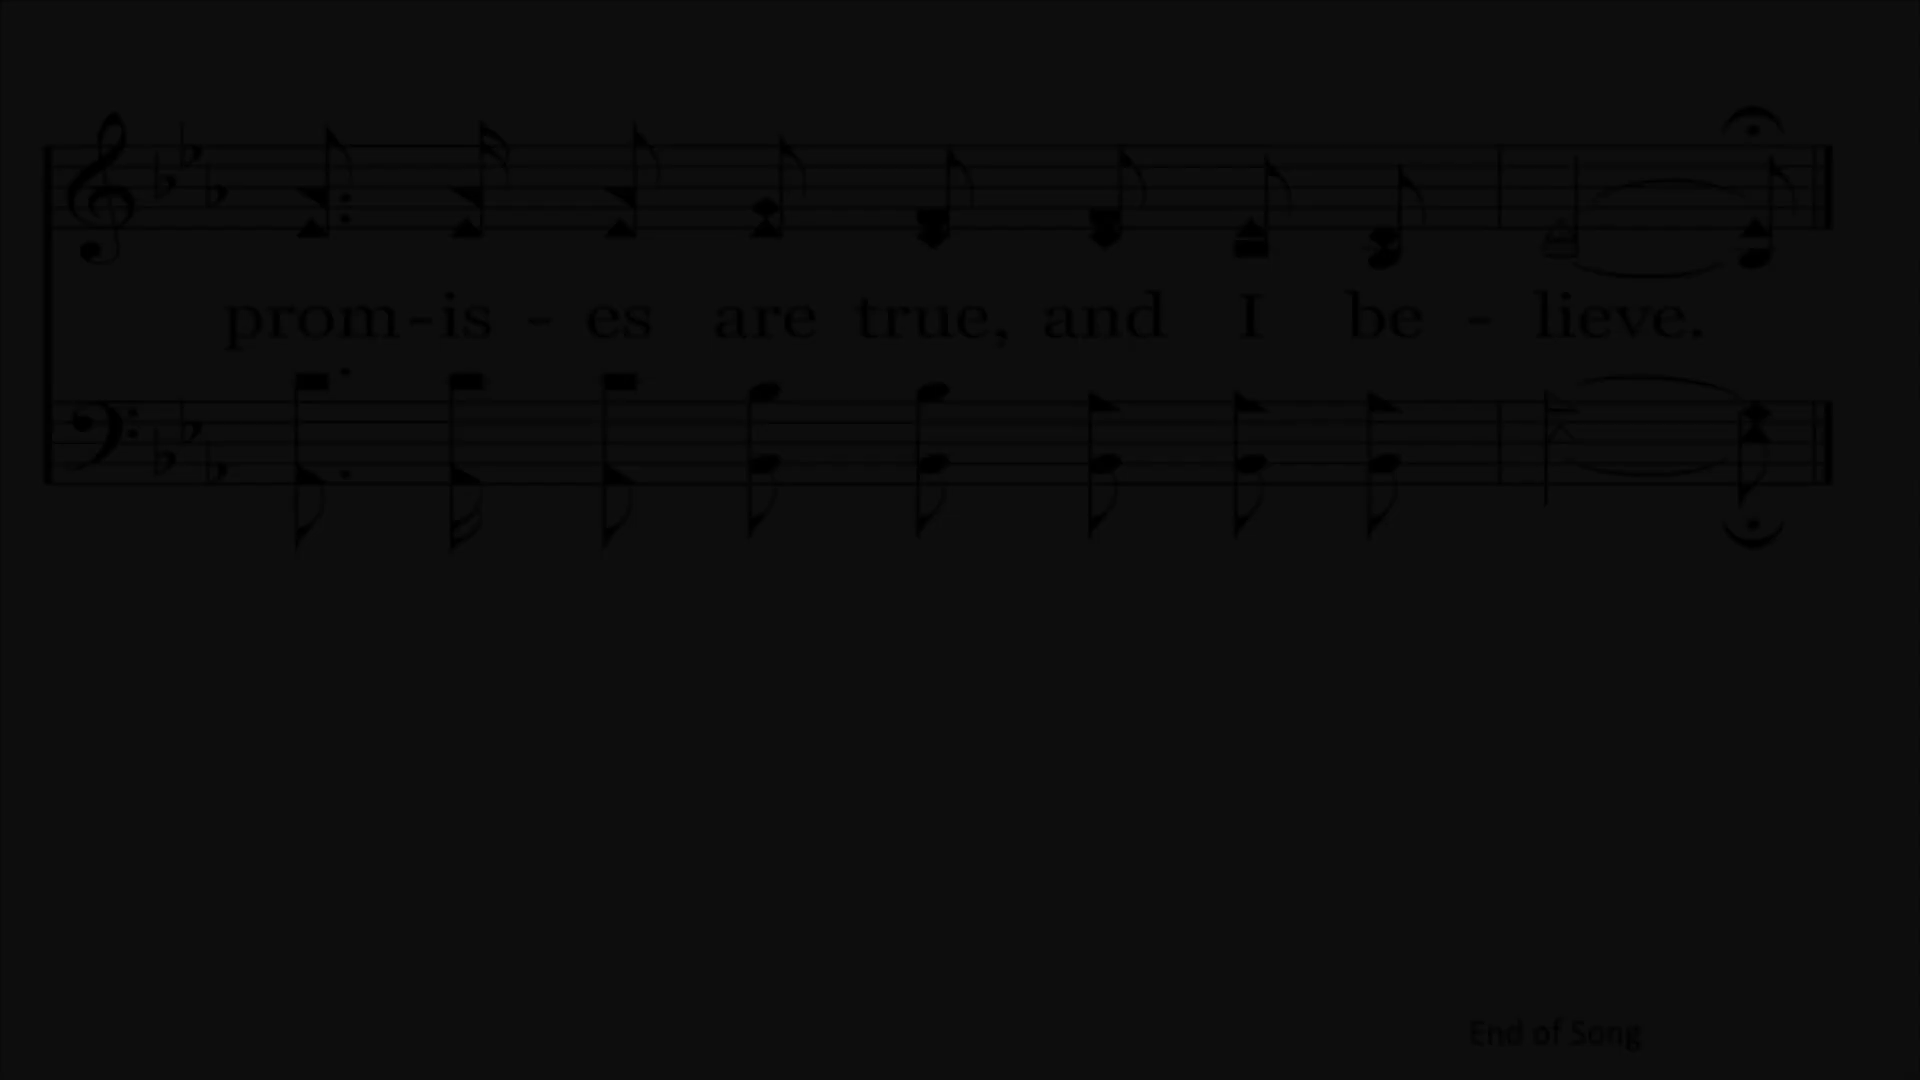 prom-is - es are true, and I be - lieve.
End of Song